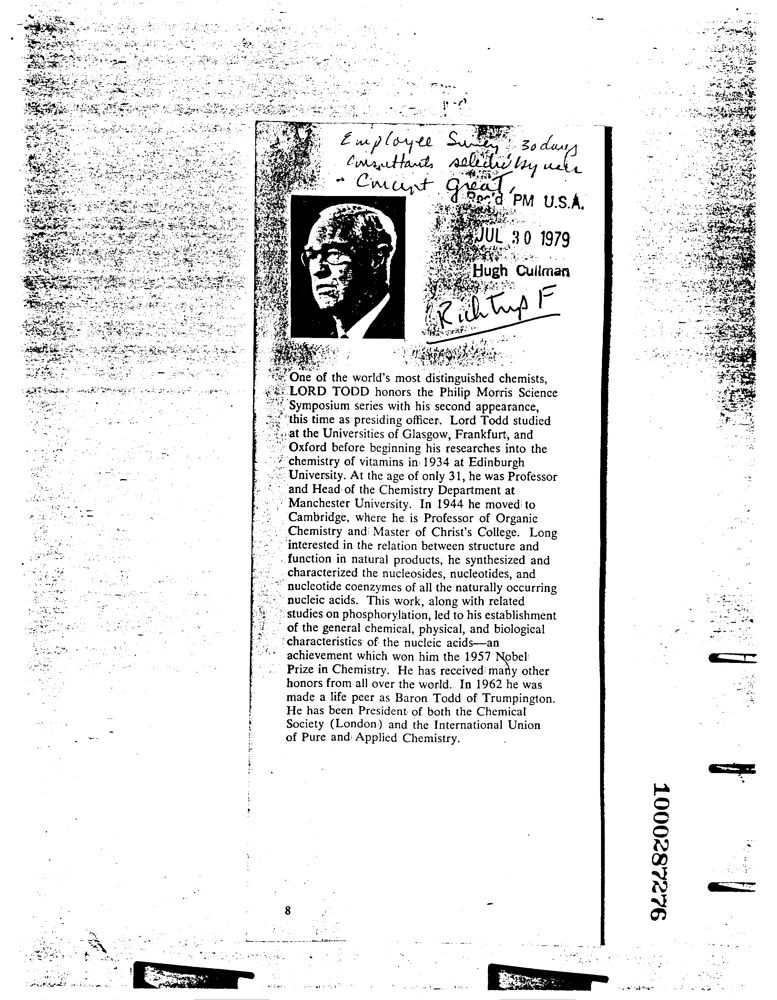 Employee Survey 30 days
Consultants selected by
Concept great,
Rec'd PM U.S.A.
JUL 30 1979
Hugh Cullman
One of the world's most distinguished chemists,
LORD TODD honors the Philip Morris Science
Symposium series with his second appearance,
this time as presiding officer. Lord Todd studied
at the Universities of Glasgow, Frankfurt, and
Oxford before beginning his researches into the
chemistry of vitamins in 1934 at Edinburgh
University. At the age of only 31, he was Professor
and Head of the Chemistry Department at
Manchester University. In 1944 he moved to
Cambridge, where he is Professor of Organic
Chemistry and Master of Christ's College. Long
interested in the relation between structure and
function in natural products, he synthesized and
characterized the nucleosides, nucleotides, and
nucleotide coenzymes of all the naturally occurring
nucleic acids. This work, along with related
studies on phosphorylation, led to his establishment
of the general chemical, physical, and biological
characteristics of the nucleic acids—an
achievement which won him the 1957 Nobel
Prize in Chemistry. He has received many other
honors from all over the world. In 1962 he was
made a life peer as Baron Todd of Trumpington.
He has been President of both the Chemical
Society (London) and the International Union
of Pure and Applied Chemistry.
8
1000287276